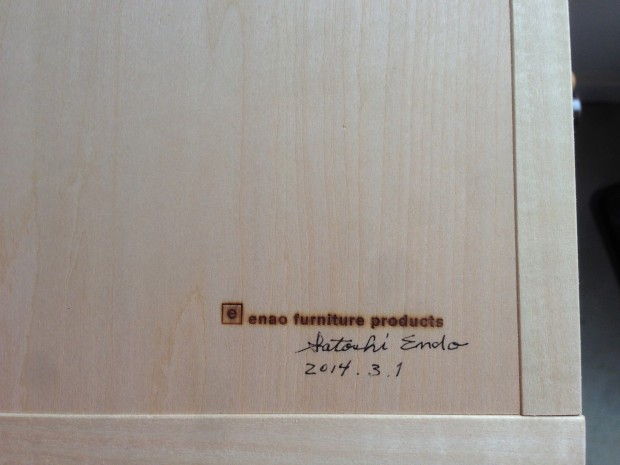 e enao furniture products
Satoshi Endo
2014.3.1